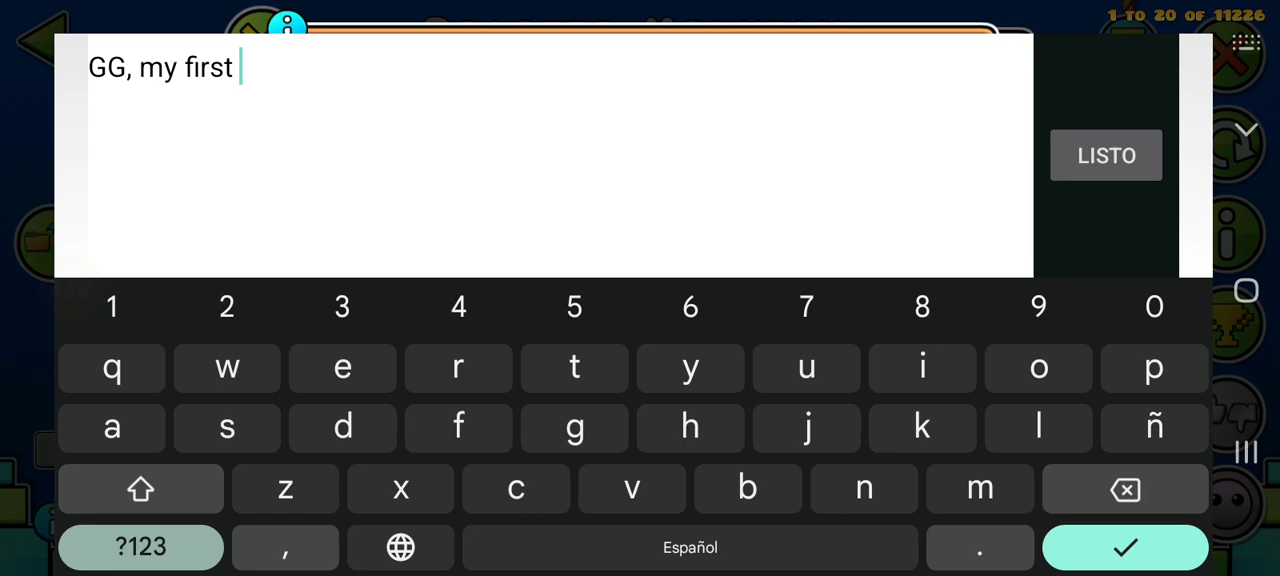 1 TO 20 OF 11226
GG, my first
LISTO
1 2 3 4 5 6 7 8 9 0
q w e r t y u i o p
a s d f g h j k l ñ
z x c v b n m
?123 , Español .